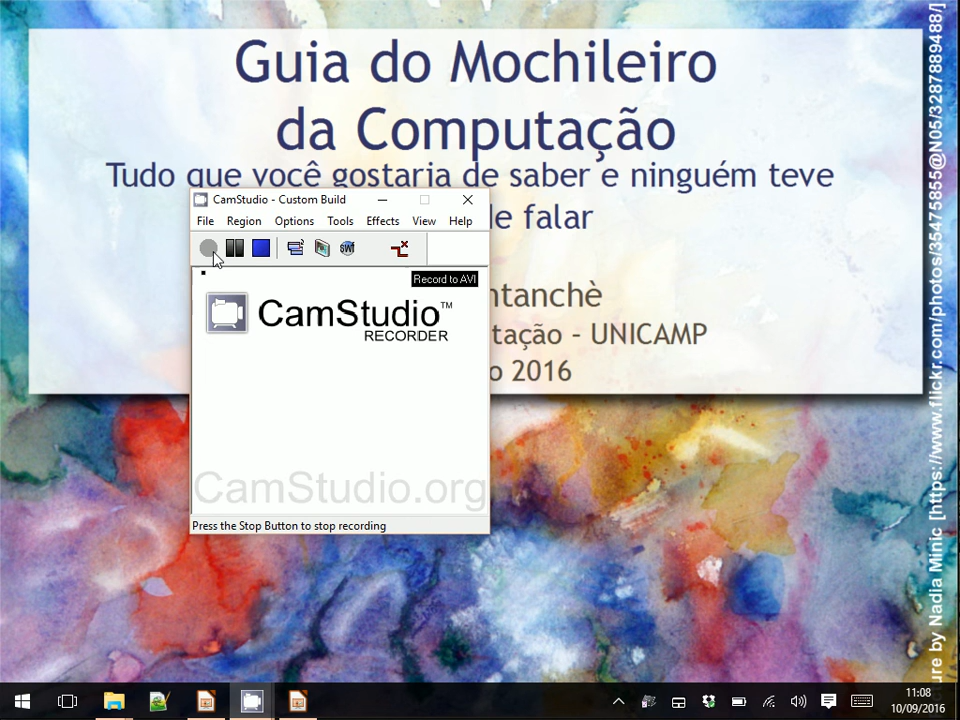 Guia do Mochileiro
da Computação
Tudo que você gostaria de saber e ninguém teve
de falar
ntanchè
tação - UNICAMP
o 2016
CamStudio - Custom Build
File Region Options Tools Effects View Help
SWf
Record to AVI
CamStudio™
RECORDER
CamStudio.org
Press the Stop Button to stop recording
ure by Nadia Minic [https://www.flickr.com/photos/35475855@N05/3287889488/]
11:08
10/09/2016